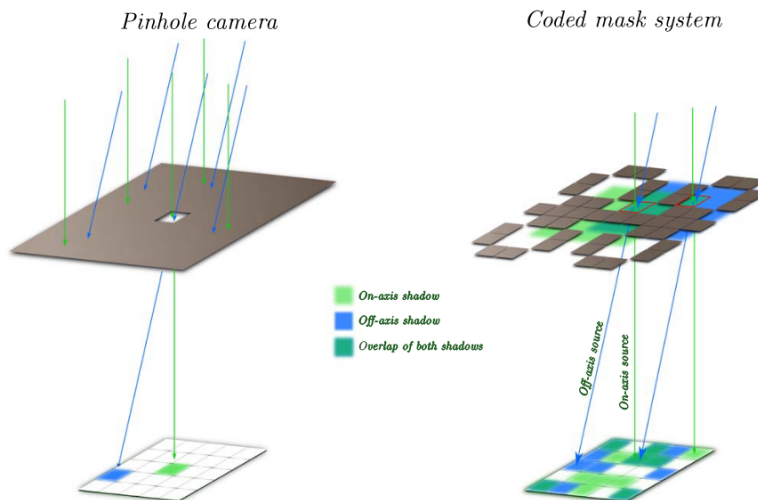 Pinhole camera
Coded mask system
On-axis shadow
Off-axis shadow
Overlap of both shadows
Off-axis source
On-axis source